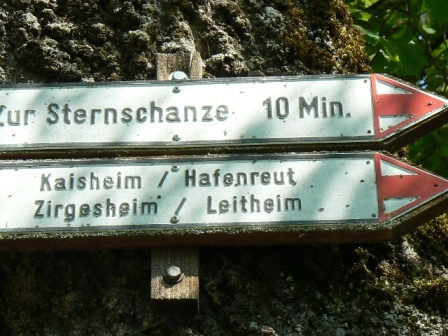 Zur Sternschanze 10 Min.
Kaisheim / Hafenreut
Zirgesheim / Leitheim